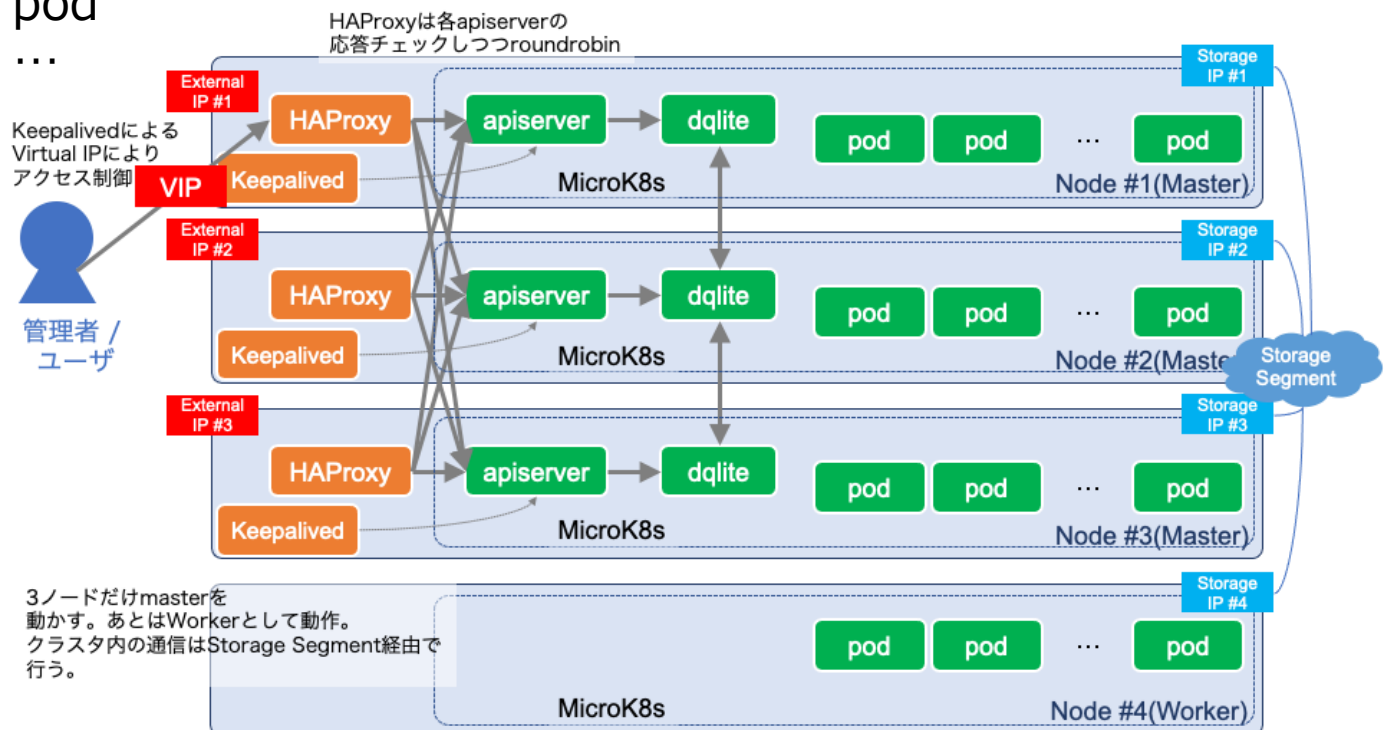 pod
…
HAProxyは各apiserverの
応答チェックしつつroundrobin
Keepalivedによる
Virtual IPにより
アクセス制御
VIP
管理者 /
ユーザ
External
IP #1
HAProxy
Keepalived
apiserver
dqlite
pod
pod
…
pod
MicroK8s
Node #1(Master)
Storage
IP #1
External
IP #2
HAProxy
Keepalived
apiserver
dqlite
pod
pod
…
pod
MicroK8s
Node #2(Maste
Storage
IP #2
Storage
Segment
External
IP #3
HAProxy
Keepalived
apiserver
dqlite
pod
pod
…
pod
MicroK8s
Node #3(Master)
Storage
IP #3
3ノードだけmasterを
動かす。あとはWorkerとして動作。
クラスタ内の通信はStorage Segment経由で
行う。
pod
pod
…
pod
MicroK8s
Node #4(Worker)
Storage
IP #4